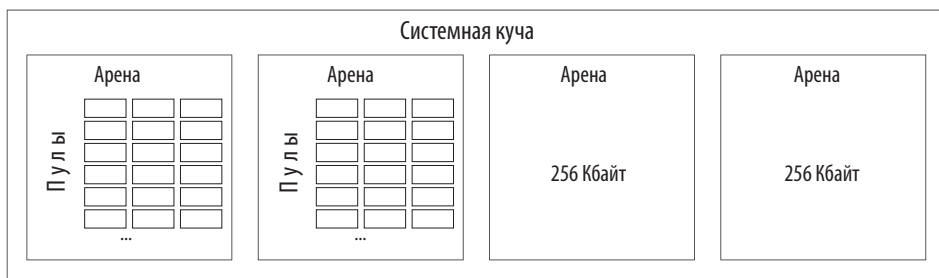 Системная куча
Арена
Пулы
...
Арена
Пулы
...
Арена
256 Кбайт
Арена
256 Кбайт